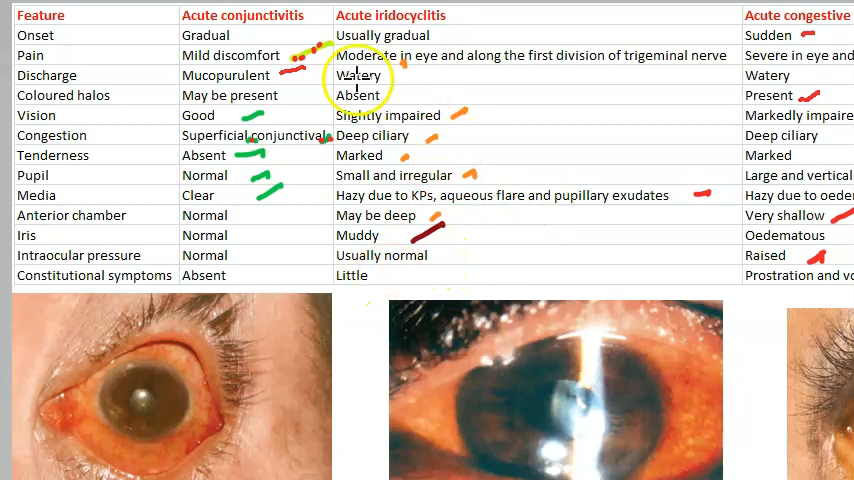 Feature Acute conjunctivitis Acute iridocyclitis Acute congestive
Onset Gradual Usually gradual Sudden
Pain Mild discomfort Moderate in eye and along the first division of trigeminal nerve Severe in eye and
Discharge Mucopurulent Watery Watery
Coloured halos May be present Absent Present
Vision Good Slightly impaired Markedly impaire
Congestion Superficial conjunctival Deep ciliary Deep ciliary
Tenderness Absent Marked Marked
Pupil Normal Small and irregular Large and vertical
Media Clear Hazy due to KPs, aqueous flare and pupillary exudates Hazy due to oede
Anterior chamber Normal May be deep Very shallow
Iris Normal Muddy Oedematous
Intraocular pressure Normal Usually normal Raised
Constitutional symptoms Absent Little Prostration and vo